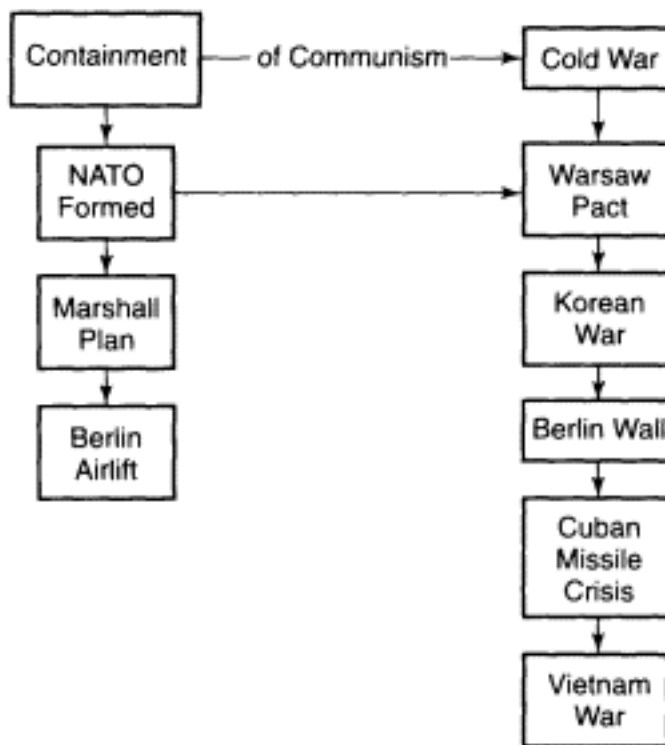 Containment
of Communism
Cold War
NATO
Formed
Warsaw
Pact
Marshall
Plan
Korean
War
Berlin
Airlift
Berlin Wall
Cuban
Missile
Crisis
Vietnam
War